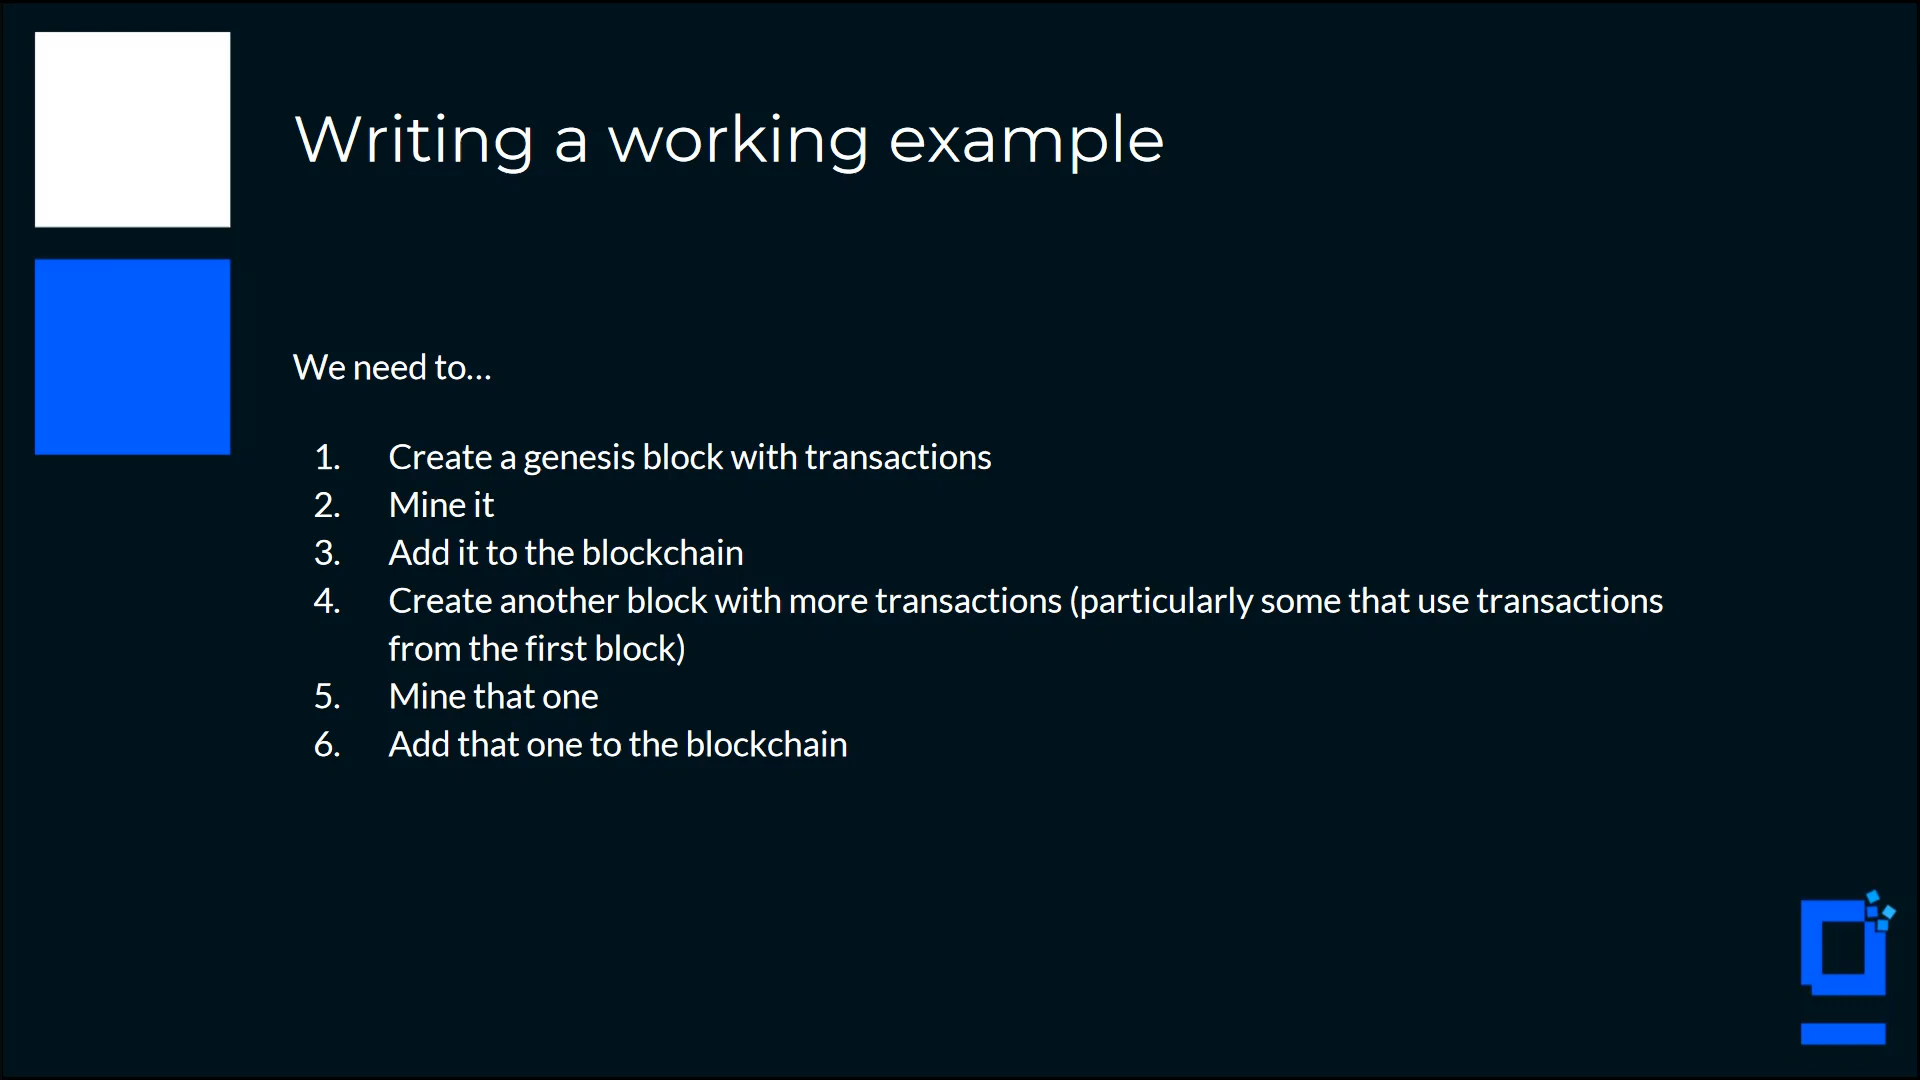 Writing a working example
We need to...
1. Create a genesis block with transactions
2. Mine it
3. Add it to the blockchain
4. Create another block with more transactions (particularly some that use transactions
from the first block)
5. Mine that one
6. Add that one to the blockchain